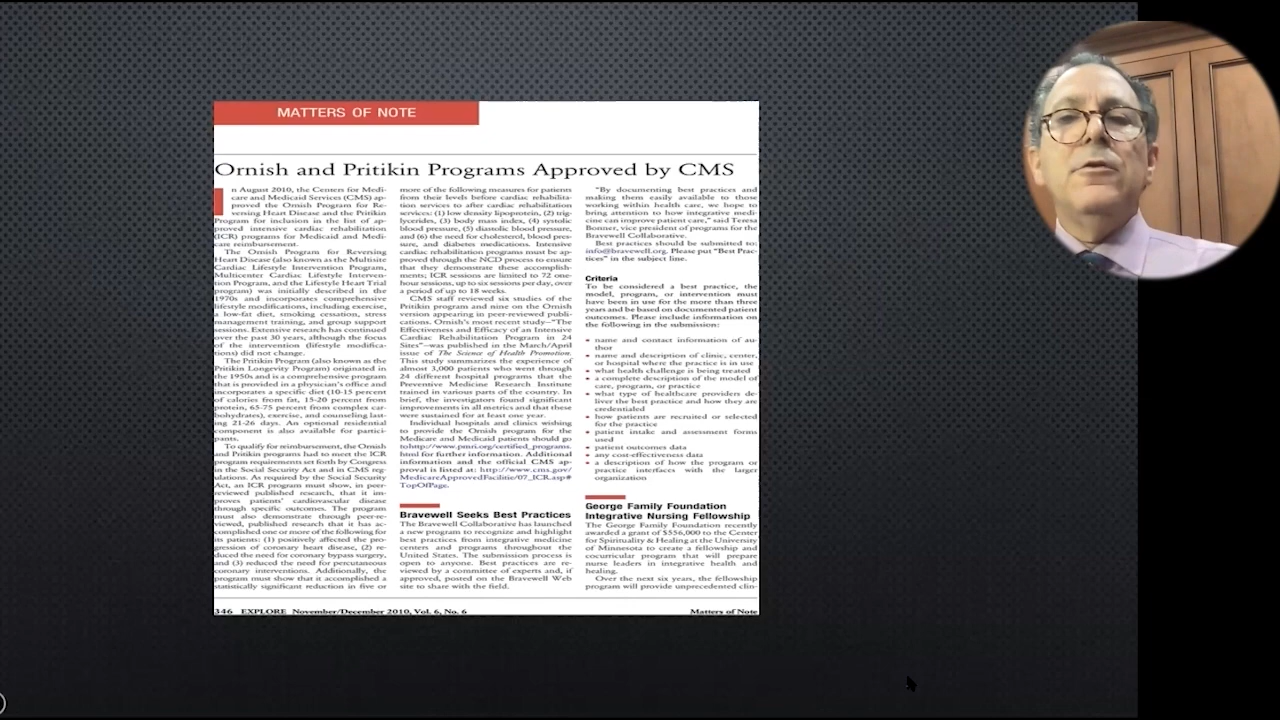 MATTERS OF NOTE
Ornish and Pritikin Programs Approved by CMS
In August 2010, the Centers for Medi-
care and Medicaid Services (CMS) ap-
proved the Ornish Program for Re-
versing Heart Disease and the Pritikin
Program for inclusion in the list of ap-
proved intensive cardiac rehabilitation
(ICR) programs for Medicaid and Medi-
care reimbursement.
The Ornish Program for Reversing
Heart Disease (also known as the Multisite
Cardiac Lifestyle Intervention Program,
Multicenter Cardiac Lifestyle Interven-
tion Program, and the Lifestyle Heart Trial
program) was initially described in the
1970s and incorporates comprehensive
lifestyle modifications, including exercise,
a low-fat diet, smoking cessation, stress
management training, and group support
sessions. Extensive research has continued
over the past 30 years, although the focus
of the intervention (lifestyle modifica-
tions) did not change.
The Pritikin Program (also known as the
Pritikin Longevity Program) originated in
the 1950s and is a comprehensive program
that is provided in a physician's office and
incorporates a specific diet (10-15 percent
of calories from fat, 15-20 percent from
protein, 65-75 percent from complex car-
bohydrates), exercise, and counseling last-
ing 21-26 days. An optional residential
component is also available for partici-
pants.
To qualify for reimbursement, the Ornish
and Pritikin programs had to meet the ICR
program requirements set forth by Congress
in the Social Security Act and in CMS reg-
ulations. As required by the Social Security
Act, an ICR program must show, in peer-
reviewed published research, that it im-
proves patients' cardiovascular disease
through specific outcomes. The program
must also demonstrate through peer-re-
viewed, published research that it has ac-
complished one or more of the following for
its patients: (1) positively affected the pro-
gression of coronary heart disease, (2) re-
duced the need for coronary bypass surgery,
and (3) reduced the need for percutaneous
coronary interventions. Additionally, the
program must show that it accomplished a
statistically significant reduction in five or
more of the following measures for patients
from their levels before cardiac rehabilita-
tion services to after cardiac rehabilitation
services: (1) low density lipoprotein, (2) trig-
lycerides, (3) body mass index, (4) systolic
blood pressure, (5) diastolic blood pressure,
and (6) the need for cholesterol, blood pres-
sure, and diabetes medications. Intensive
cardiac rehabilitation programs must be ap-
proved through the NCD process to ensure
that they demonstrate these accomplish-
ments; ICR sessions are limited to 72 one-
hour sessions, up to six sessions per day, over
a period of up to 18 weeks.
CMS staff reviewed six studies of the
Pritikin program and nine on the Ornish
version appearing in peer-reviewed publi-
cations. Ornish's most recent study—"The
Effectiveness and Efficacy of an Intensive
Cardiac Rehabilitation Program in 24
Sites"—was published in the March/April
issue of The Science of Health Promotion.
This study summarizes the experience of
almost 3,000 patients who went through
24 different hospital programs that the
Preventive Medicine Research Institute
trained in various parts of the country. In
brief, the investigators found significant
improvements in all metrics and that these
were sustained for at least one year.
Individual hospitals and clinics wishing
to provide the Ornish program for the
Medicare and Medicaid patients should go
to http://www.pmri.org/certified_programs.
html for further information. Additional
information and the official CMS ap-
proval is listed at: http://www.cms.gov/
MedicareApprovedFacilitie/07_ICR.asp#
TopOfPage.
Bravewell Seeks Best Practices
The Bravewell Collaborative has launched
a new program to recognize and highlight
best practices from integrative medicine
centers and programs throughout the
United States. The submission process is
open to anyone. Best practices are re-
viewed by a committee of experts and, if
approved, posted on the Bravewell Web
site to share with the field.
"By documenting best practices and
making them easily available to those
working within health care, we hope to
bring attention to how integrative medi-
cine can improve patient care," said Teresa
Bonner, vice president of programs for the
Bravewell Collaborative.
Best practices should be submitted to:
info@bravewell.org. Please put "Best Prac-
tices" in the subject line.
Criteria
To be considered a best practice, the
model, program, or intervention must
have been in use for the more than three
years and be based on documented patient
outcomes. Please include information on
the following in the submission:
• name and contact information of au-
thor
• name and description of clinic, center,
or hospital where the practice is in use
• what health challenge is being treated
• a complete description of the model of
care, program, or practice
• what type of healthcare providers de-
liver the best practice and how they are
credentialed
• how patients are recruited or selected
for the practice
• patient intake and assessment forms
used
• patient outcomes data
• any cost-effectiveness data
• a description of how the program or
practice interfaces with the larger
organization
George Family Foundation
Integrative Nursing Fellowship
The George Family Foundation recently
awarded a grant of $556,000 to the Center
for Spirituality & Healing at the University
of Minnesota to create a fellowship and
cocurricular program that will prepare
nurse leaders in integrative health and
healing.
Over the next six years, the fellowship
program will provide unprecedented clin-
346 EXPLORE November/December 2010, Vol. 6, No. 6
Matters of Note